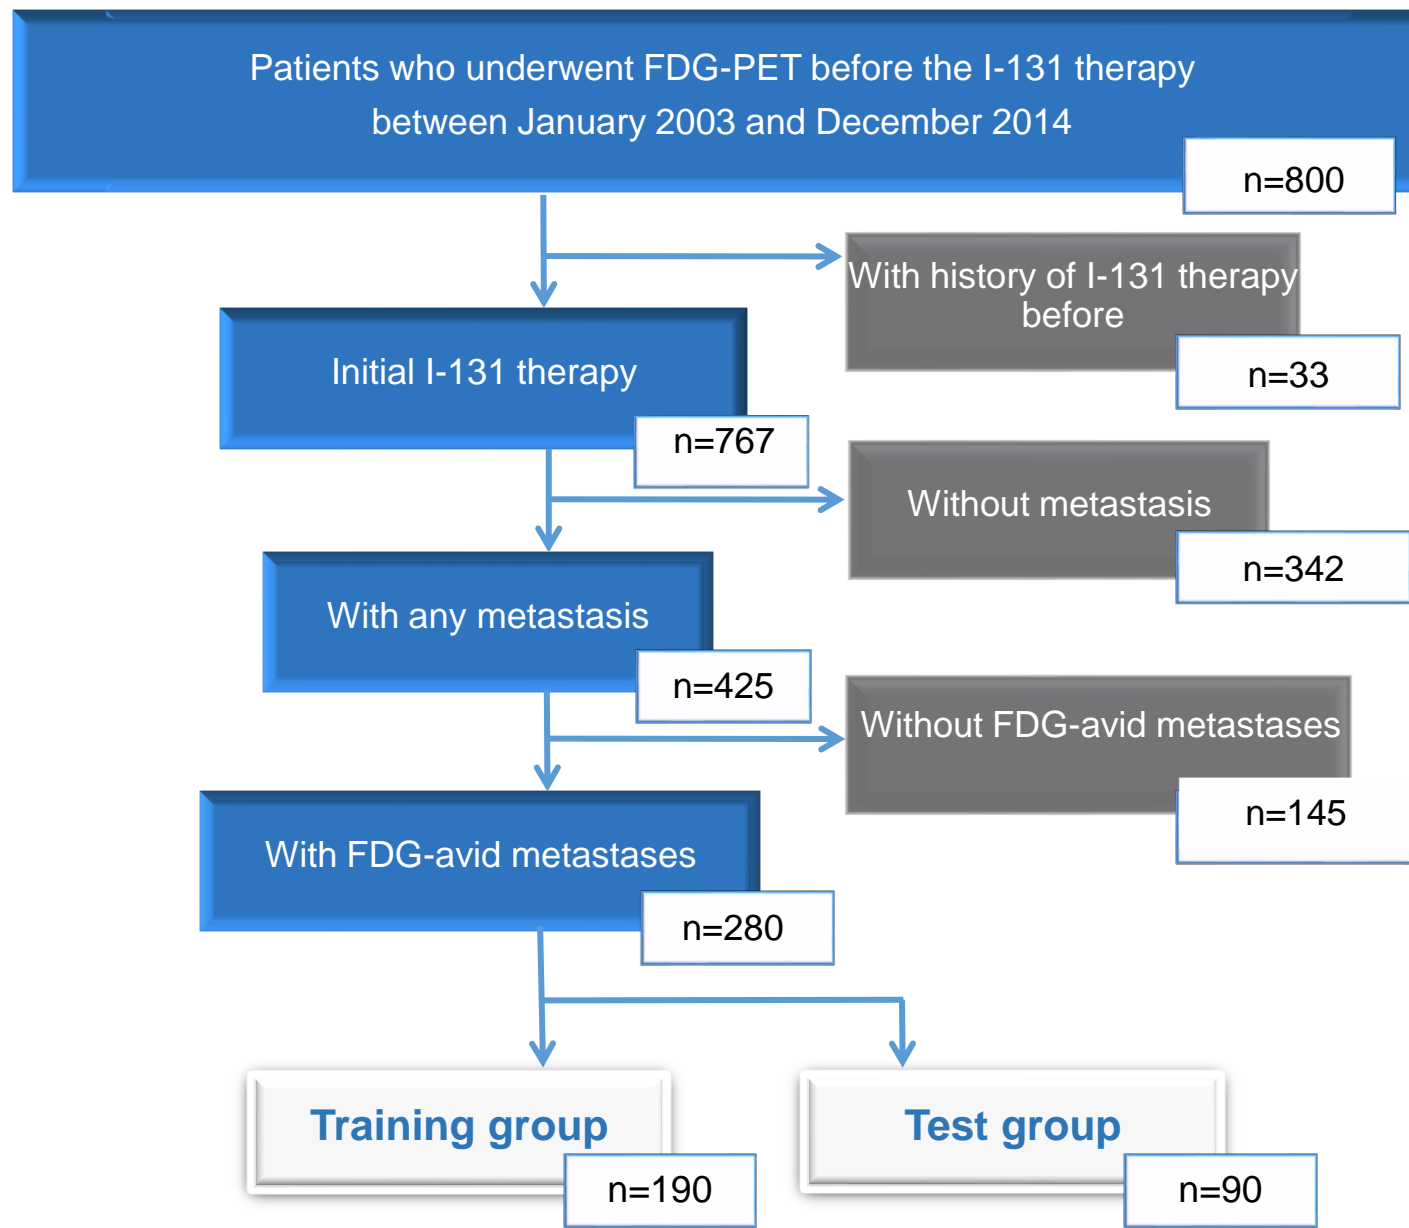 Patients who underwent FDG-PET before the I-131 therapy
between January 2003 and December 2014
n=800
With history of I-131 therapy
before
n=33
Initial I-131 therapy
n=767
Without metastasis
n=342
With any metastasis
n=425
Without FDG-avid metastases
n=145
With FDG-avid metastases
n=280
Training group
n=190
Test group
n=90